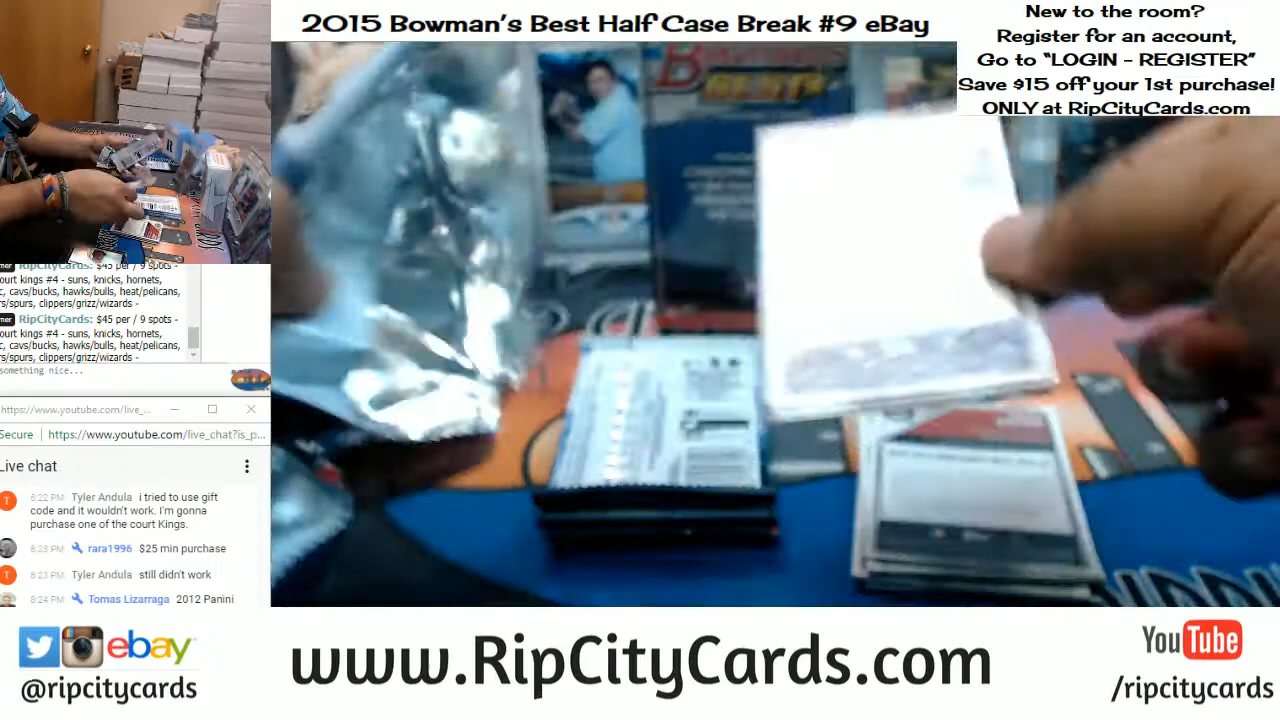 2015 Bowman's Best Half Case Break #9 eBay
New to the room?
Register for an account,
Go to "LOGIN - REGISTER"
Save $15 off your 1st purchase!
ONLY at RipCityCards.com
RipCityCards: $45 per / 9 spots -
court kings #4 - suns, knicks, hornets,
cavs/bucks, hawks/bulls, heat/pelicans,
rs/spurs, clippers/grizz/wizards -
RipCityCards: $45 per / 9 spots -
ourt kings #4 - suns, knicks, hornets,
c, cavs/bucks, hawks/bulls, heat/pelicans,
rs/spurs, clippers/grizz/wizards -
something nice...
https://www.youtube.com/live_...
Secure https://www.youtube.com/live_chat?is_p...
Live chat
8:22 PM Tyler Andula i tried to use gift
code and it wouldn't work. I'm gonna
purchase one of the court Kings.
8:23 PM rara1996 $25 min purchase
8:23 PM Tyler Andula still didn't work
8:24 PM Tomas Lizarraga 2012 Panini
BEST
ebay
@ripcitycards
www.RipCityCards.com
YouTube
/ripcitycards